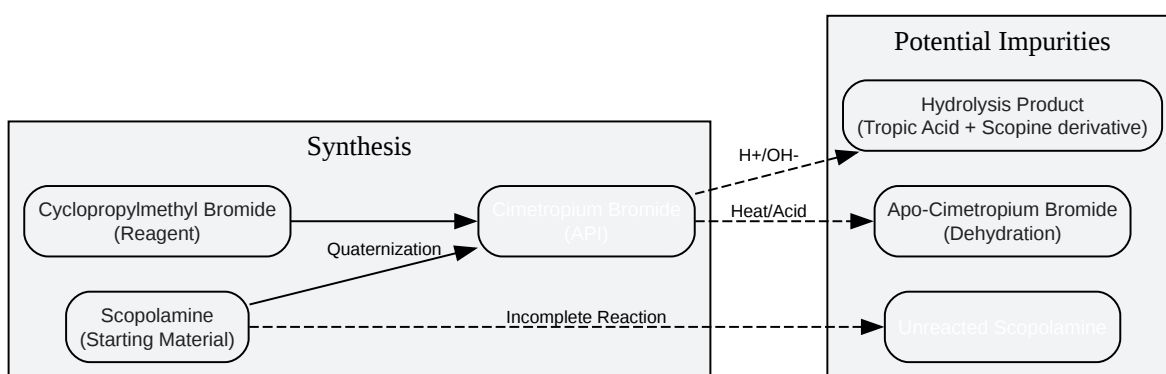 Potential Impurities
Hydrolysis Product
(Tropic Acid + Scopine derivative)
Synthesis
H+/OH-
Cyclopropylmethyl Bromide
(Reagent)
Cimetropium Bromide
(API)
Heat/Acid
Apo-Cimetropium Bromide
(Dehydration)
Quaternization
Scopolamine
(Starting Material)
Incomplete Reaction
Unreacted Scopolamine